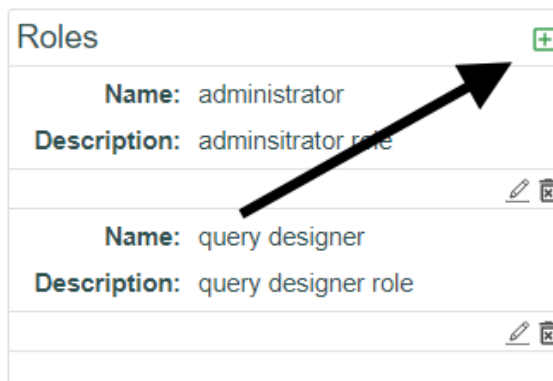 Roles
Name: administrator
Description: adminsitrator role
Name: query designer
Description: query designer role